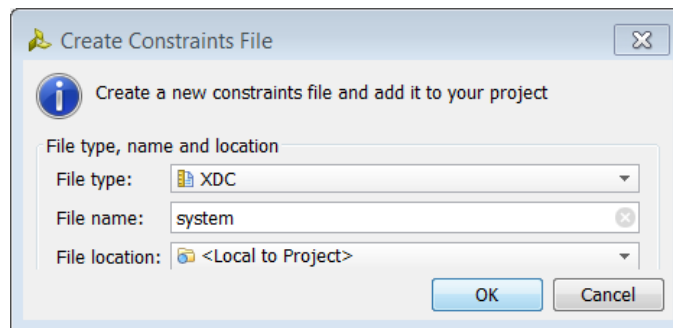 Create Constraints File
Create a new constraints file and add it to your project
File type, name and location
File type: XDC
File name: system
File location: <Local to Project>
OK Cancel